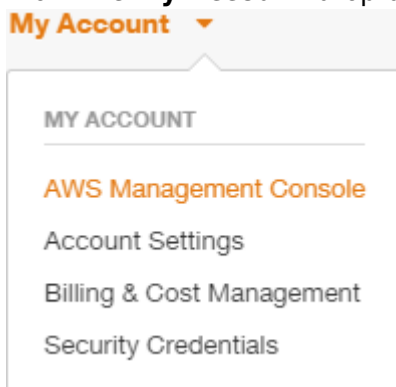 My Account
MY ACCOUNT
AWS Management Console
Account Settings
Billing & Cost Management
Security Credentials